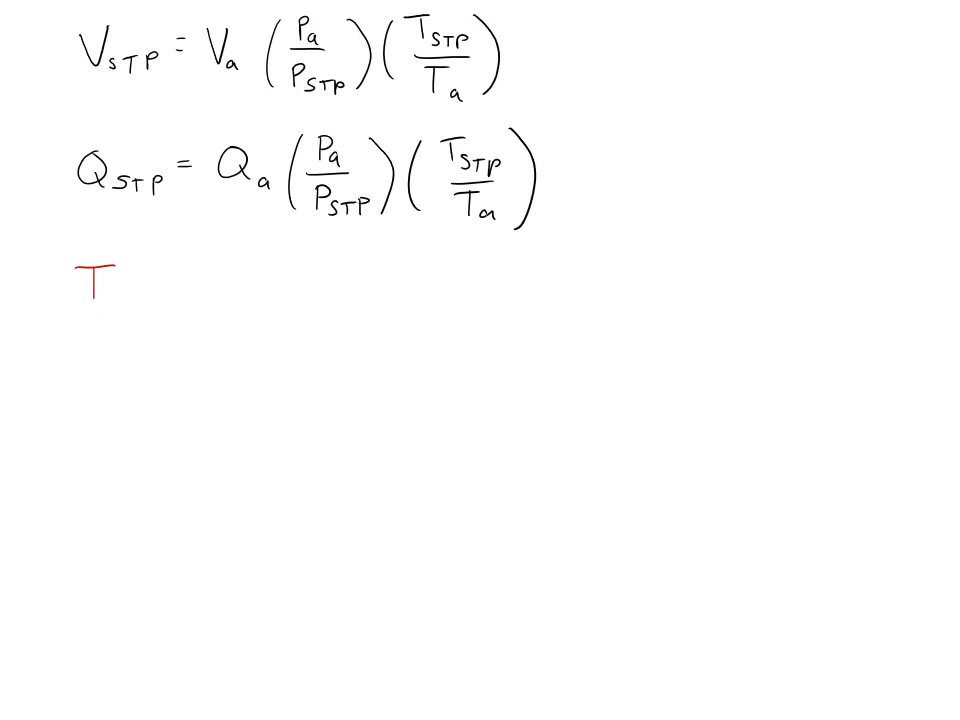 V_STP = V_a (P_a / P_STP) (T_STP / T_a)
Q_STP = Q_a (P_a / P_STP) (T_STP / T_a)
T